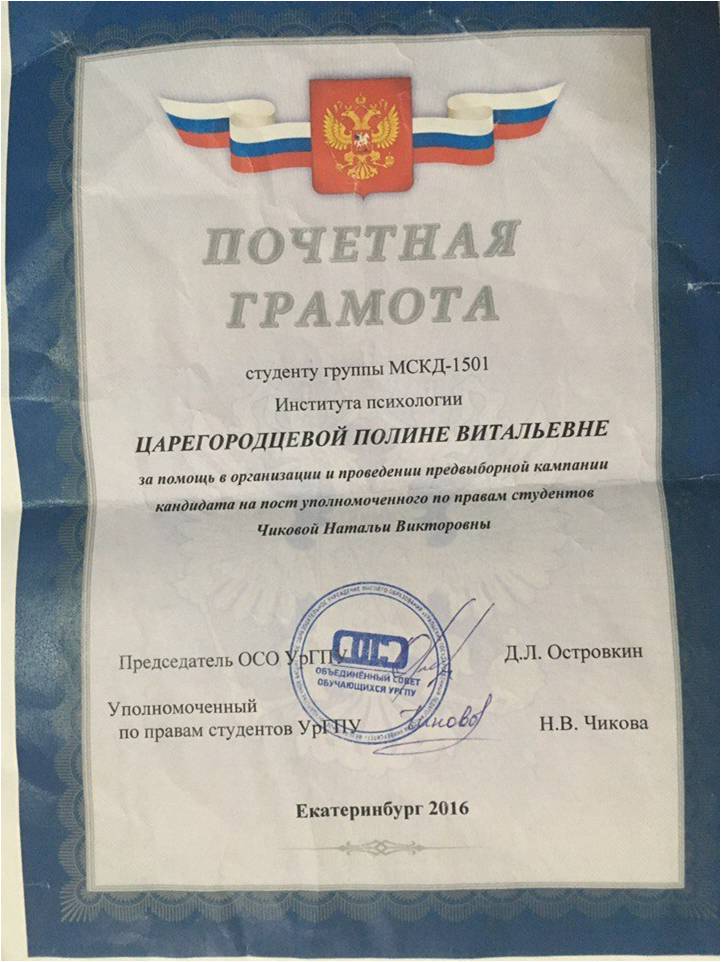 ПОЧЕТНАЯ
ГРАМОТА
студенту группы МСКД-1501
Института психологии
ЦАРЕГОРОДЦЕВОЙ ПОЛИНЕ ВИТАЛЬЕВНЕ
за помощь в организации и проведении предвыборной кампании
кандидата на пост уполномоченного по правам студентов
Чиковой Натальи Викторовны
Председатель ОСО УрГПУ
Д.Л. Островкин
ОБЪЕДИНЁННЫЙ СОВЕТ
ОБУЧАЮЩИХСЯ УРГПУ
Уполномоченный
по правам студентов УрГПУ
Н.В. Чикова
Екатеринбург 2016